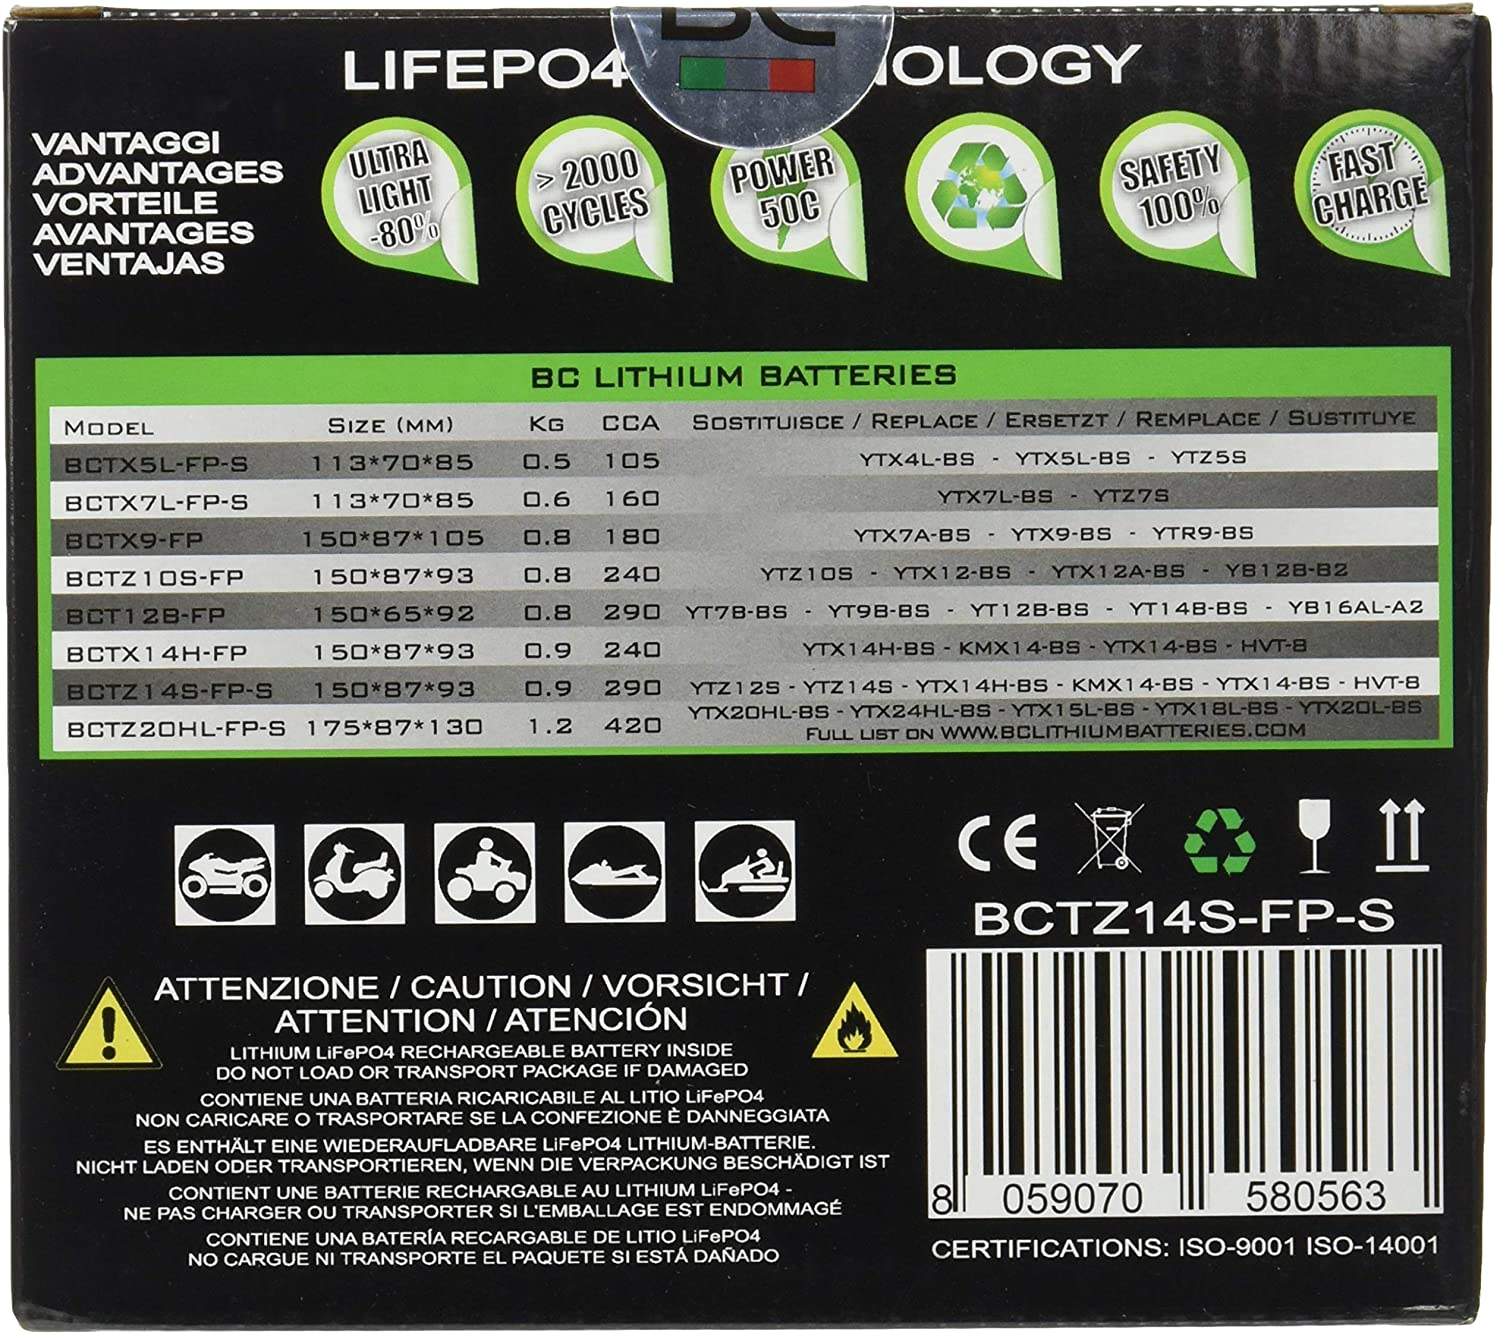 LIFEPO4
VANTAGGI
ADVANTAGES
VORTEILE
AVANTAGES
VENTAJAS
ULTRA
LIGHT
-80%
> 2000
CYCLES
POWER
50C
SAFETY
100%
FAST
CHARGE
BC LITHIUM BATTERIES
MODEL SIZE (MM) KG CCA SOSTITUISCE / REPLACE / ERSETZT / REMPLACE / SUSTITUYE
BCTX5L-FP-S 113*70*85 0.5 105 YTX4L-BS - YTX5L-BS - YTZ5S
BCTX7L-FP-S 113*70*85 0.6 160 YTX7L-BS - YTZ7S
BCTX9-FP 150*87*105 0.8 180 YTX7A-BS - YTX9-BS - YTR9-BS
BCTZ10S-FP 150*87*93 0.8 240 YTZ10S - YTX12-BS - YTX12A-BS - YB12B-B2
BCT12B-FP 150*65*92 0.8 290 YT7B-BS - YT9B-BS - YT12B-BS - YT14B-BS - YB16AL-A2
BCTX14H-FP 150*87*93 0.9 240 YTX14H-BS - KMX14-BS - YTX14-BS - HVT-8
BCTZ14S-FP-S 150*87*93 0.9 290 YTZ12S - YTZ14S - YTX14H-BS - KMX14-BS - YTX14-BS - HVT-8
BCTZ20HL-FP-S 175*87*130 1.2 420 YTX20HL-BS - YTX24HL-BS - YTX15L-BS - YTX18L-BS - YTX20L-BS
FULL LIST ON WWW.BCLITHIUMBATTERIES.COM
CE
BCTZ14S-FP-S
ATTENZIONE / CAUTION / VORSICHT /
ATTENTION / ATENCIÓN
LITHIUM LiFePO4 RECHARGEABLE BATTERY INSIDE
DO NOT LOAD OR TRANSPORT PACKAGE IF DAMAGED
CONTIENE UNA BATTERIA RICARICABILE AL LITIO LiFePO4
NON CARICARE O TRASPORTARE SE LA CONFEZIONE È DANNEGGIATA
ES ENTHÄLT EINE WIEDERAUFLADBARE LiFePO4 LITHIUM-BATTERIE.
NICHT LADEN ODER TRANSPORTIEREN, WENN DIE VERPACKUNG BESCHÄDIGT IST
CONTIENT UNE BATTERIE RECHARGABLE AU LITHIUM LiFePO4 -
NE PAS CHARGER OU TRANSPORTER SI L'EMBALLAGE EST ENDOMMAGÉ
CONTIENE UNA BATERÍA RECARGABLE DE LITIO LiFePO4
NO CARGUE NI TRANSPORTE EL PAQUETE SI ESTÁ DAÑADO
8 059070 580563
CERTIFICATIONS: ISO-9001 ISO-14001